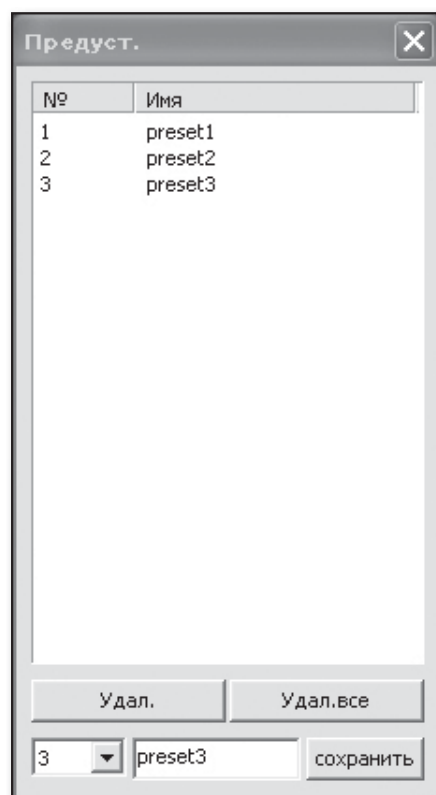 Предуст.
№ Имя
1 preset1
2 preset2
3 preset3
Удал. Удал.все
3 preset3 сохранить